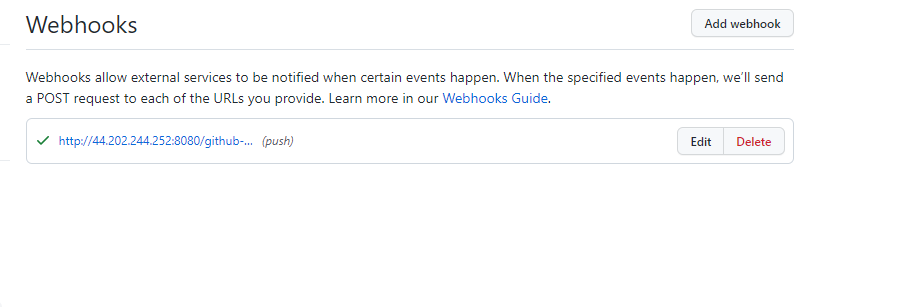 Webhooks
Add webhook
Webhooks allow external services to be notified when certain events happen. When the specified events happen, we'll send
a POST request to each of the URLs you provide. Learn more in our Webhooks Guide.
http://44.202.244.252:8080/github-... (push)
Edit
Delete